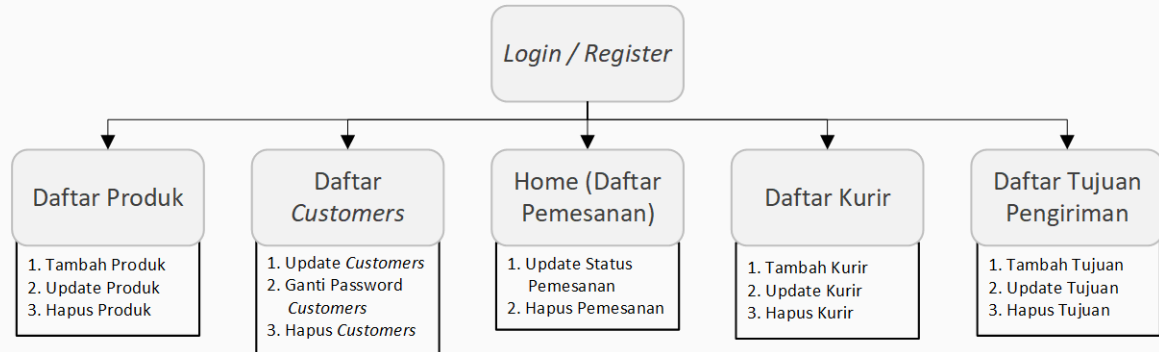 Login / Register
Daftar Produk
1. Tambah Produk
2. Update Produk
3. Hapus Produk
Daftar
Customers
1. Update Customers
2. Ganti Password
Customers
3. Hapus Customers
Home (Daftar
Pemesanan)
1. Update Status
Pemesanan
2. Hapus Pemesanan
Daftar Kurir
1. Tambah Kurir
2. Update Kurir
3. Hapus Kurir
Daftar Tujuan
Pengiriman
1. Tambah Tujuan
2. Update Tujuan
3. Hapus Tujuan